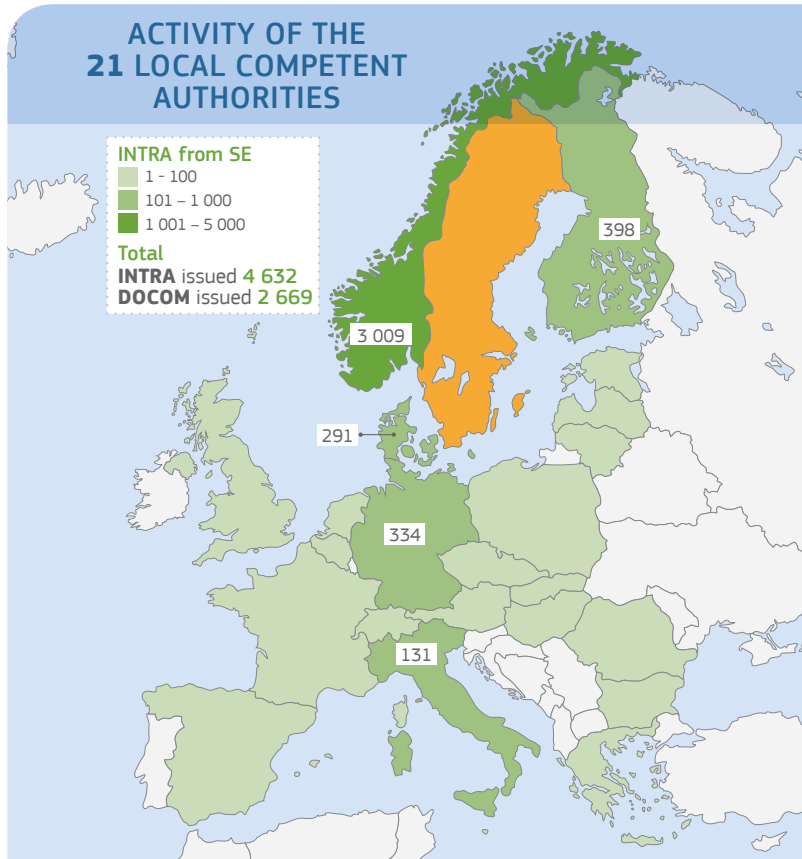 ACTIVITY OF THE
21 LOCAL COMPETENT
AUTHORITIES
INTRA from SE
1 - 100
101 – 1 000
1 001 – 5 000
Total
INTRA issued 4 632
DOCOM issued 2 669
398
3 009
291
334
131